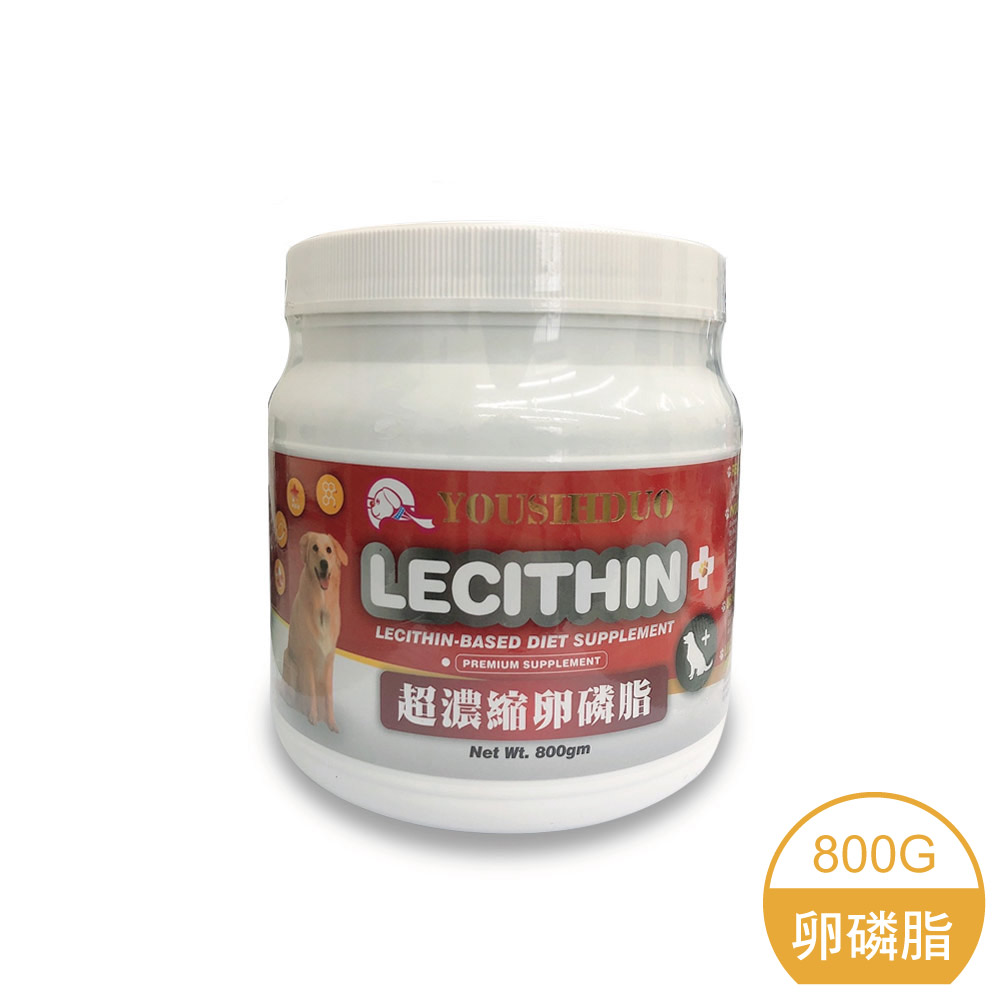 YOUSIHDUO
LECITHIN+
LECITHIN-BASED DIET SUPPLEMENT
PREMIUM SUPPLEMENT
超濃縮卵磷脂
Net Wt. 800gm
800G
卵磷脂